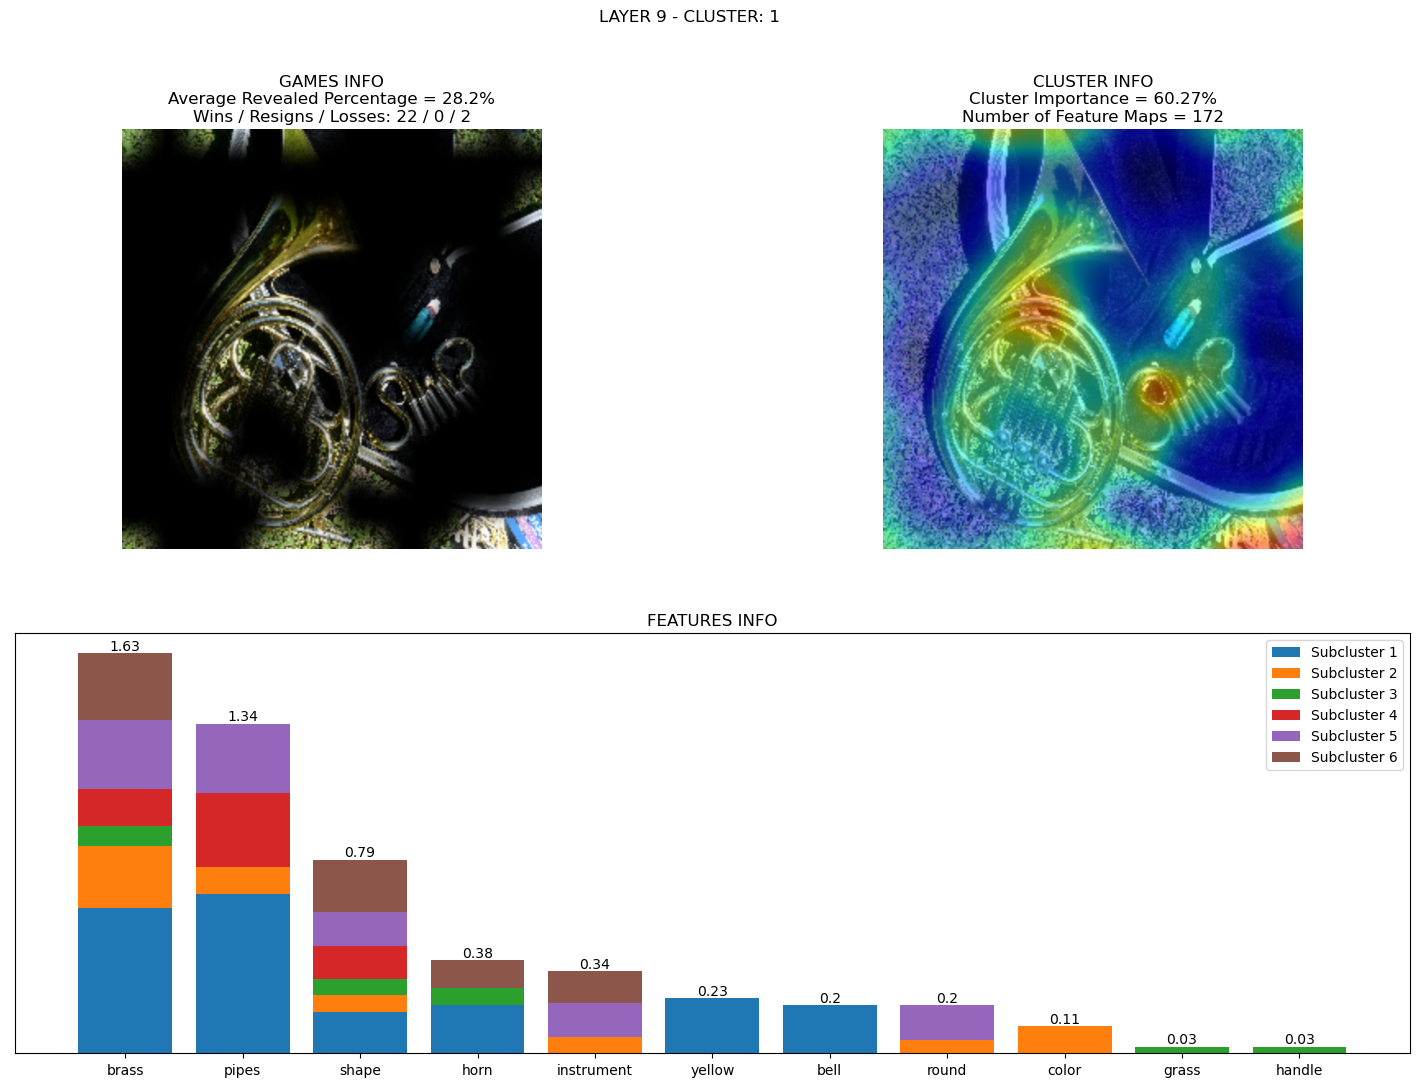 LAYER 9 - CLUSTER: 1
GAMES INFO
Average Revealed Percentage = 28.2%
Wins / Resigns / Losses: 22 / 0 / 2
CLUSTER INFO
Cluster Importance = 60.27%
Number of Feature Maps = 172
FEATURES INFO
1.63
1.34
0.79
0.38
0.34
0.23
0.2
0.2
0.11
0.03
0.03
Subcluster 1
Subcluster 2
Subcluster 3
Subcluster 4
Subcluster 5
Subcluster 6
brass pipes shape horn instrument yellow bell round color grass handle